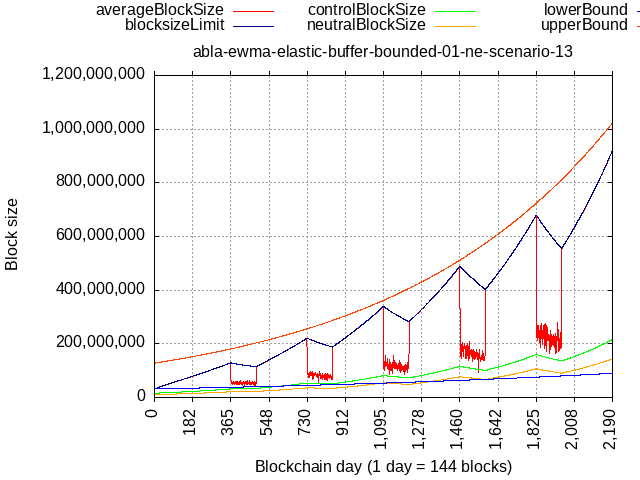 averageBlockSize controlBlockSize lowerBound
blocksizeLimit neutralBlockSize upperBound
abla-ewma-elastic-buffer-bounded-01-ne-scenario-13
1,200,000,000
1,000,000,000
800,000,000
600,000,000
400,000,000
200,000,000
0
Block size
0 182 365 548 730 912 1,095 1,278 1,460 1,642 1,825 2,008 2,190
Blockchain day (1 day = 144 blocks)